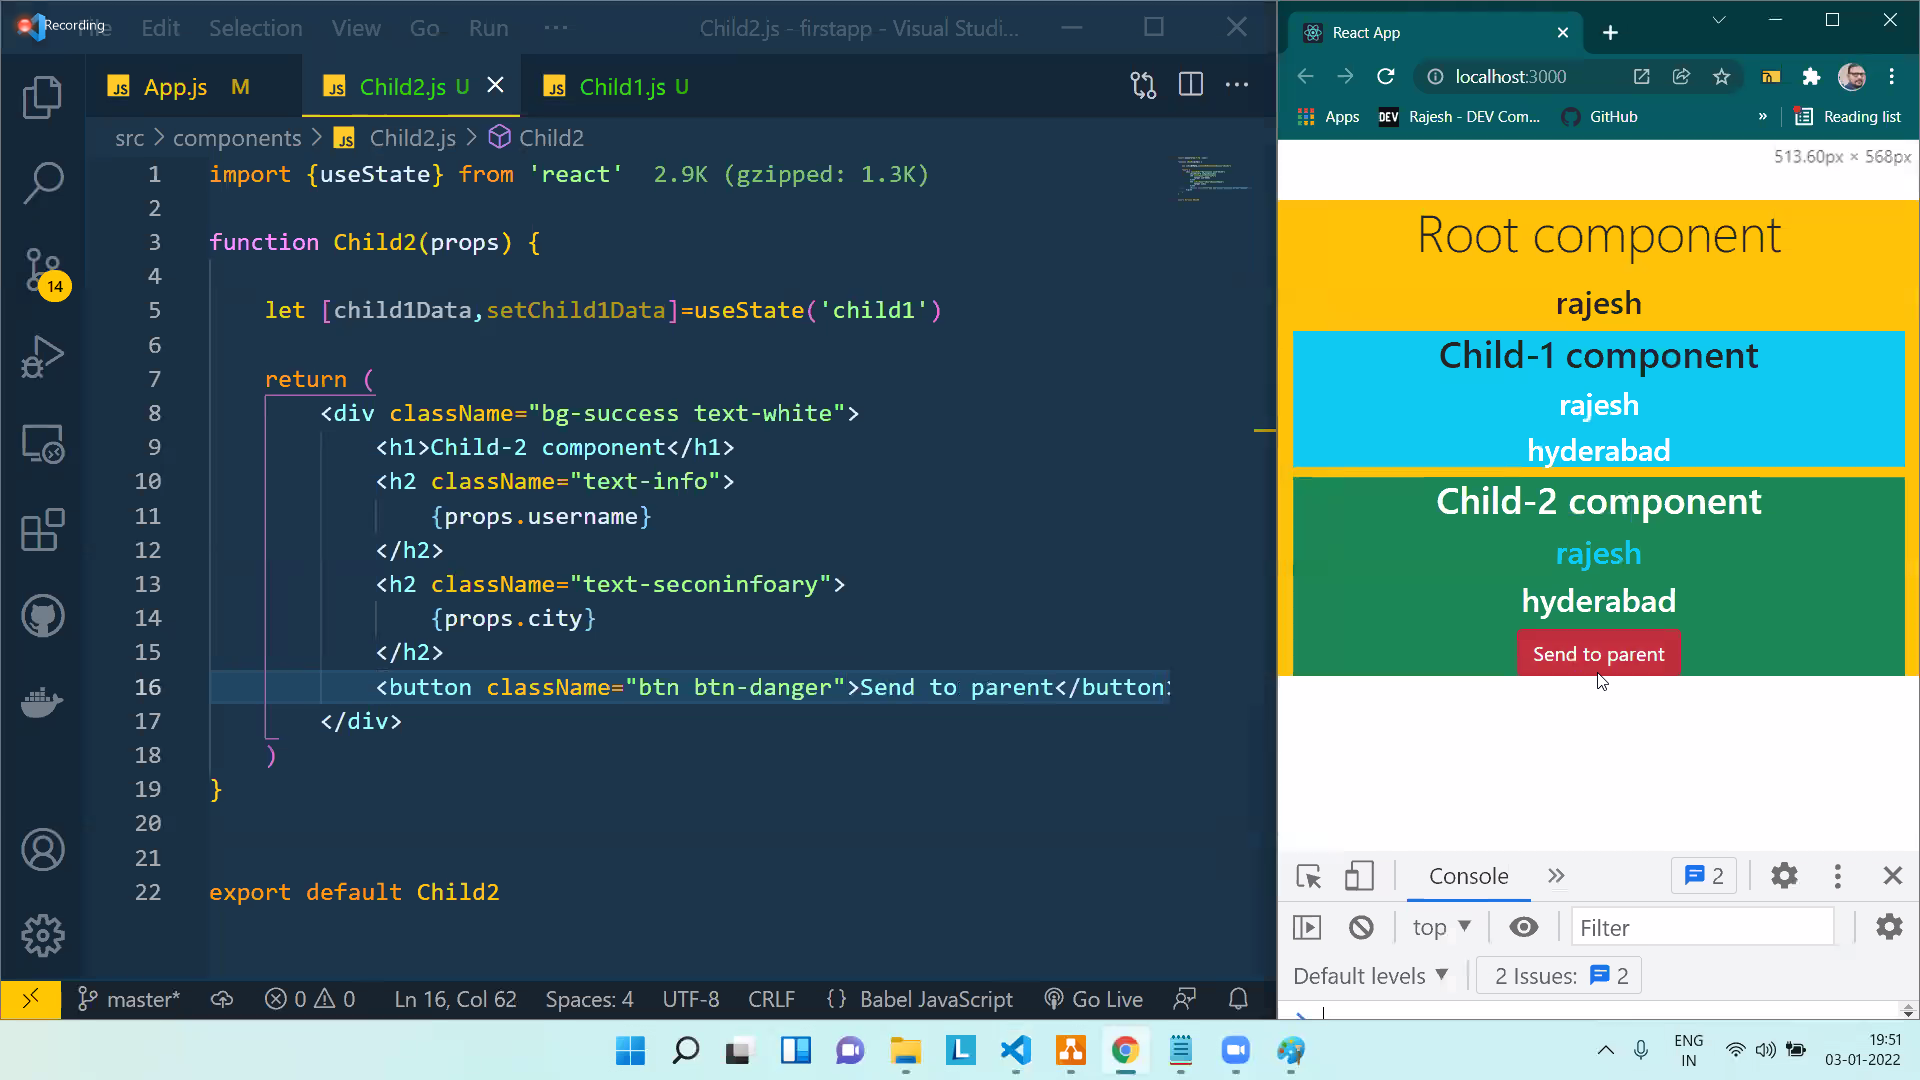 Recording
File Edit Selection View Go Run ··· Child2.js - firstapp - Visual Studi...
JS App.js M JS Child2.js U JS Child1.js U
src > components > JS Child2.js > Child2
1 import {useState} from 'react' 2.9K (gzipped: 1.3K)
2
3 function Child2(props) {
4
5 let [child1Data,setChild1Data]=useState('child1')
6
7 return (
8 <div className="bg-success text-white">
9 <h1>Child-2 component</h1>
10 <h2 className="text-info">
11 {props.username}
12 </h2>
13 <h2 className="text-seconinfoary">
14 {props.city}
15 </h2>
16 <button className="btn btn-danger">Send to parent</button>
17 </div>
18 )
19 }
20
21
22 export default Child2
14
master* 0 0 Ln 16, Col 62 Spaces: 4 UTF-8 CRLF {} Babel JavaScript Go Live
React App
localhost:3000
Apps DEV Rajesh - DEV Com... GitHub » Reading list
513.60px × 568px
Root component
rajesh
Child-1 component
rajesh
hyderabad
Child-2 component
rajesh
hyderabad
Send to parent
Console 2
top Filter
Default levels 2 Issues: 2
L
ENG
IN
19:51
03-01-2022